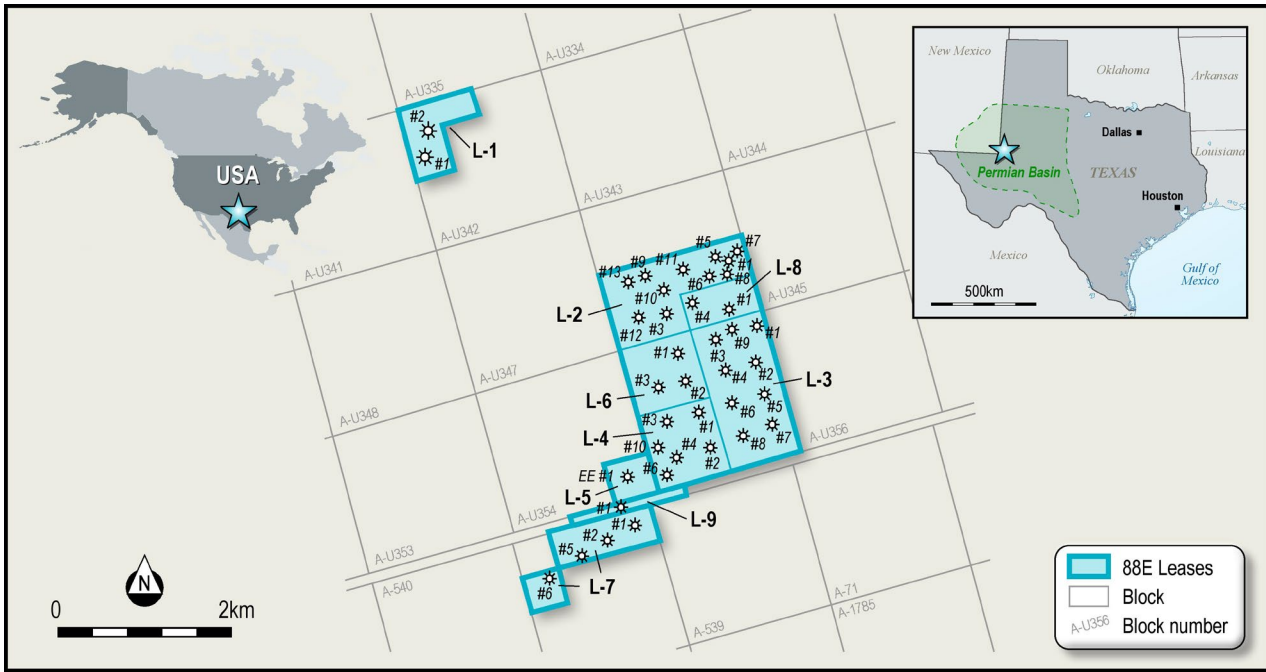 A-U334
A-U335
#2
#1
L-1
USA
A-U341
A-U342
A-U343
A-U344
A-U345
#5
#7
#11
#9
#13
#6
#1
#8
L-8
#10
#1
L-2
#4
#3
#12
#1
#1
#9
#3
#3
#4
#2
L-3
#2
L-6
A-U347
A-U348
#5
#6
#3
#1
L-4
#7
#8
#10
#4
#2
A-U356
#6
EE #1
L-5
#1
L-9
A-U354
A-U353
#1
#2
#5
L-7
#6
A-540
A-539
A-71
A-1785
N
0
2km
New Mexico
Oklahoma
Arkansas
Dallas
Louisiana
Permian Basin
TEXAS
Houston
Mexico
Gulf of
Mexico
500km
88E Leases
Block
A-U356
Block number